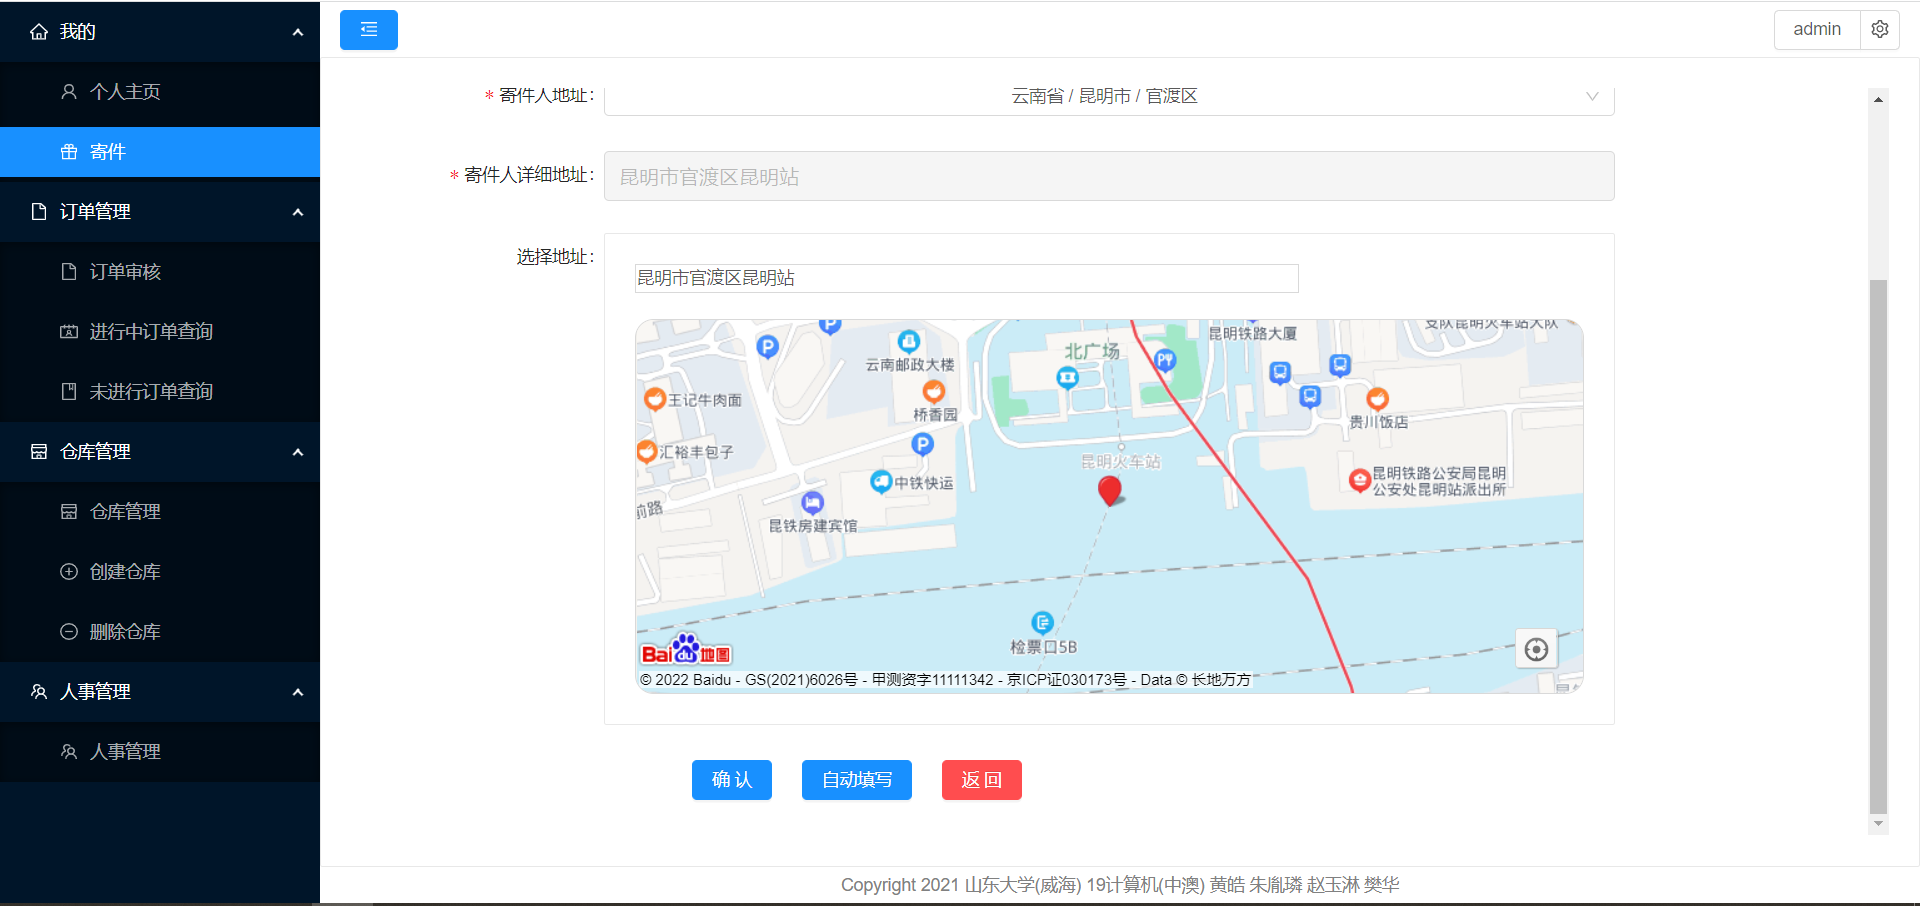 我的
个人主页
寄件
订单管理
订单审核
进行中订单查询
未进行订单查询
仓库管理
仓库管理
创建仓库
删除仓库
人事管理
人事管理
admin
* 寄件人地址:
云南省 / 昆明市 / 官渡区
* 寄件人详细地址:
昆明市官渡区昆明站
选择地址:
昆明市官渡区昆明站
P
P
云南邮政大楼
北广场
昆明铁路大厦
支队昆明火车站大队
王记牛肉面
桥香园
贵川饭店
汇裕丰包子
P
昆明火车站
中铁快运
昆明铁路公安局昆明
公安处昆明站派出所
前路
昆铁房建宾馆
检票口5B
Bai du 地图
© 2022 Baidu - GS(2021)6026号 - 甲测资字11111342 - 京ICP证030173号 - Data © 长地万方
确 认
自动填写
返 回
Copyright 2021 山东大学(威海) 19计算机(中澳) 黄皓 朱胤璘 赵玉淋 樊华